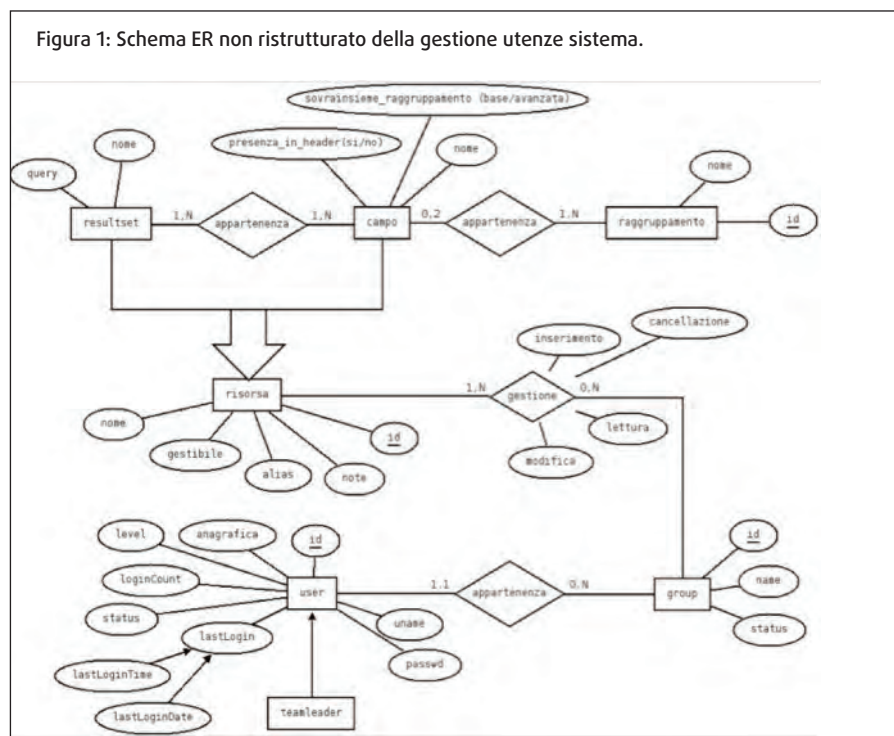 Figura 1: Schema ER non ristrutturato della gestione utenze sistema.
sovrainsieme_raggruppamento (base/avanzata)
presenza_in_header(si/no)
nome
nome
query
nome
resultset
1,N
appartenenza
1,N
campo
0,2
appartenenza
1,N
raggruppamento
id
inserimento
cancellazione
risorsa
1,N
gestione
0,N
nome
gestibile
alias
note
id
modifica
lettura
level
anagrafica
id
loginCount
user
1.1
appartenenza
0,N
group
id
name
status
status
lastLogin
uname
passwd
lastLoginTime
lastLoginDate
teamleader